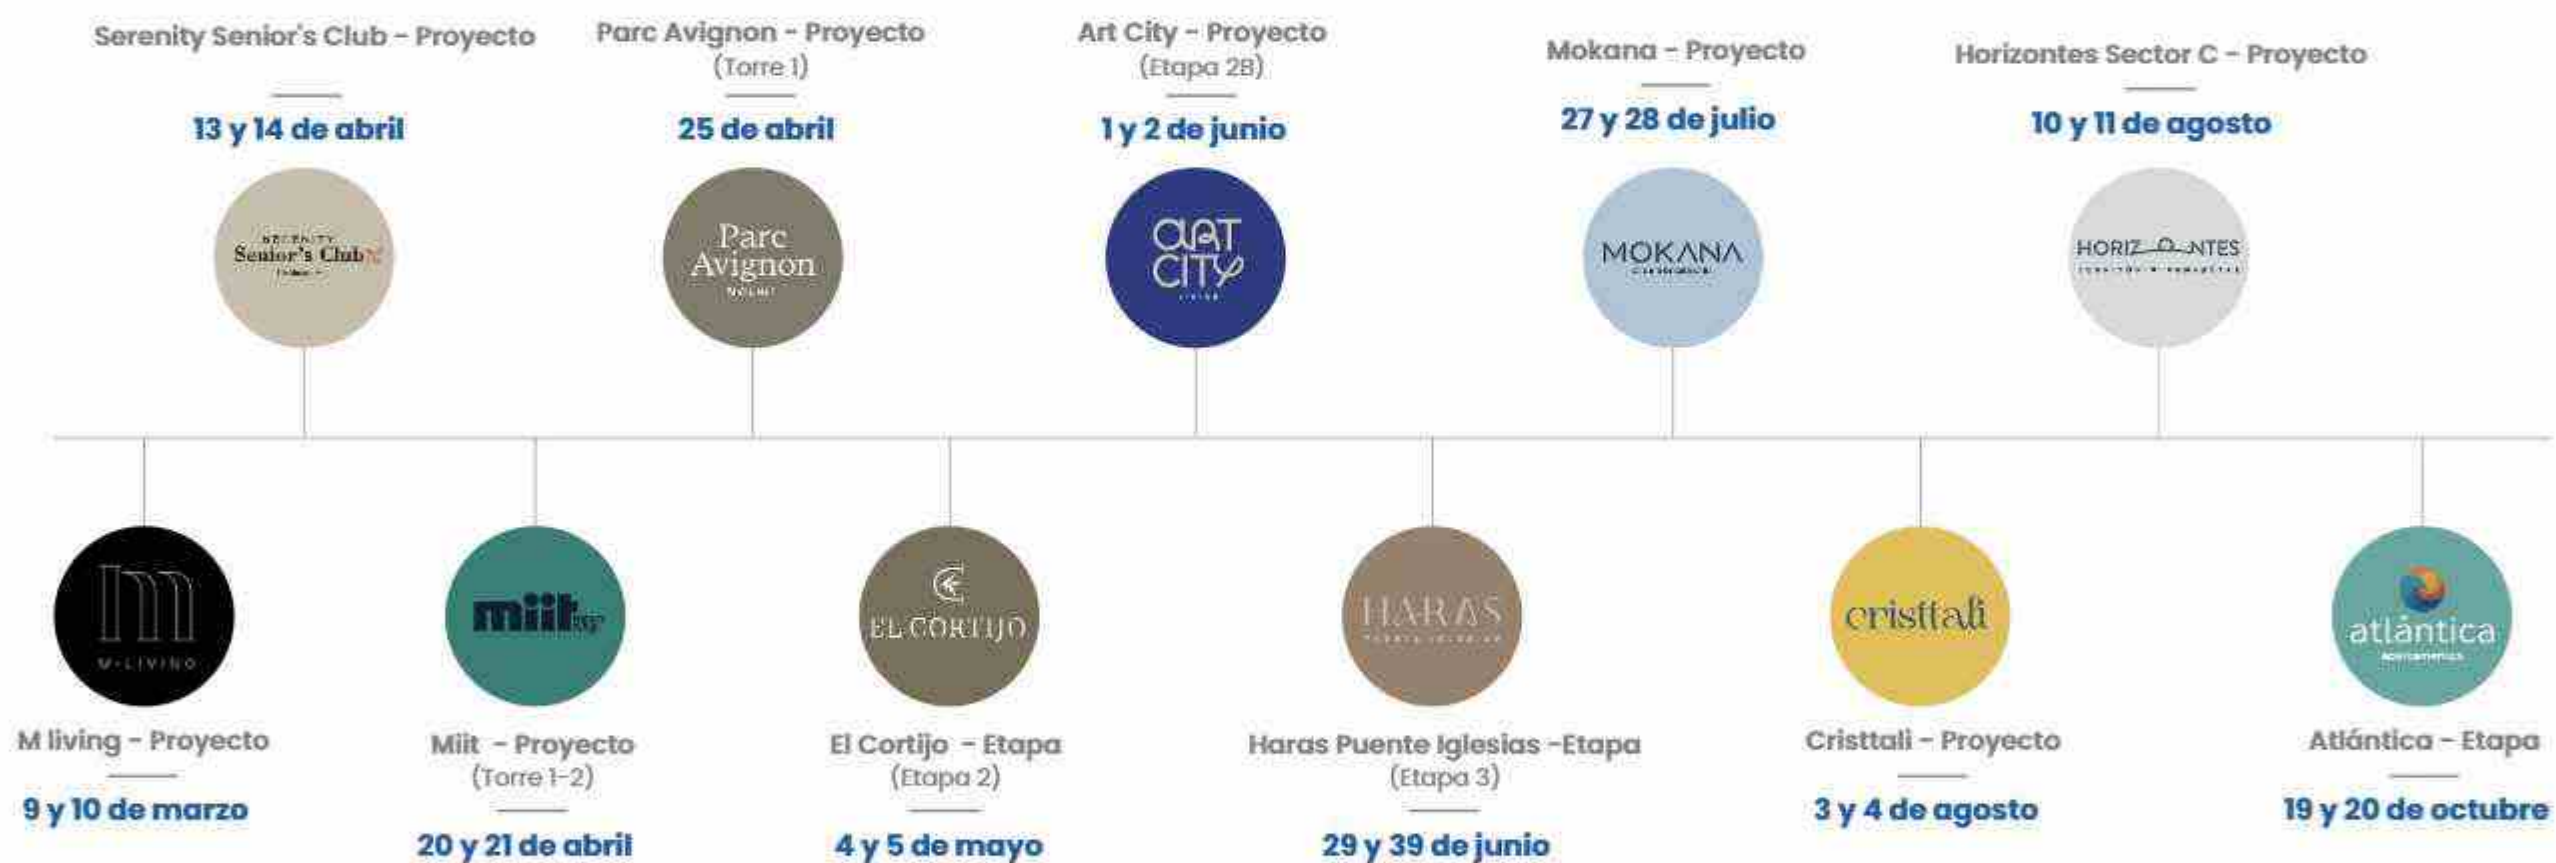 Serenity Senior's Club - Proyecto
13 y 14 de abril
SERENITY
Senior's Club
Parc Avignon - Proyecto
(Torre 1)
25 de abril
Parc
Avignon
Art City - Proyecto
(Etapa 2B)
1 y 2 de junio
ART
CITY
LIVING
Mokana - Proyecto
27 y 28 de julio
MOKANA
Horizontes Sector C - Proyecto
10 y 11 de agosto
HORIZONTES
M
M-LIVING
M living - Proyecto
9 y 10 de marzo
miit
Miit - Proyecto
(Torre 1-2)
20 y 21 de abril
EL CORTIJO
El Cortijo - Etapa
(Etapa 2)
4 y 5 de mayo
HARAS
PUENTE IGLESIAS
Haras Puente Iglesias -Etapa
(Etapa 3)
29 y 39 de junio
cristtali
Cristtali - Proyecto
3 y 4 de agosto
atlántica
apartamentos
Atlántica - Etapa
19 y 20 de octubre